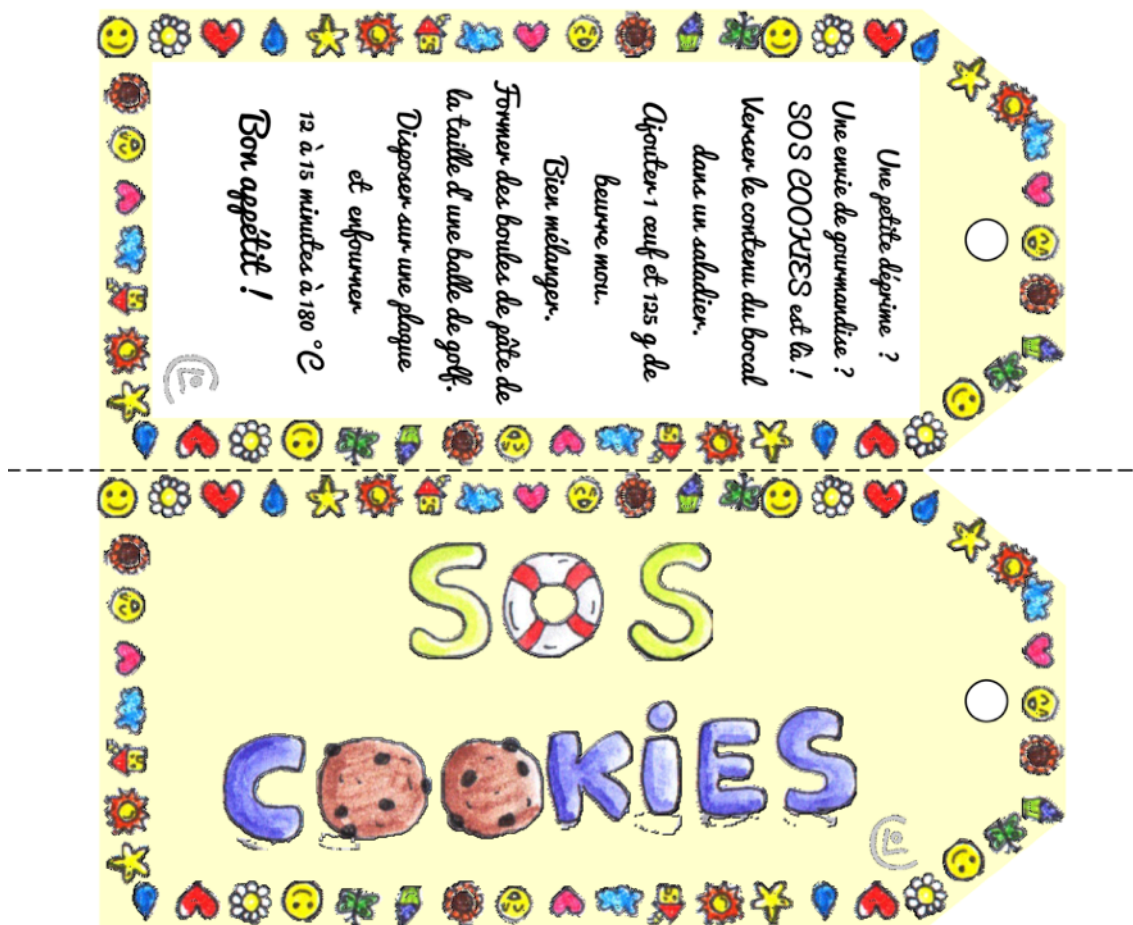 Une petite déprime ?
Une envie de gourmandise ?
SOS COOKIES est là !
Verser le contenu du bocal
dans un saladier.
Ajouter 1 œuf et 125 g de
beurre mou.
Bien mélanger.
Former des boules de pâte de
la taille d'une balle de golf.
Disposer sur une plaque
et enfourner
12 à 15 minutes à 180 °C
Bon appétit !
SOS
COOKiES